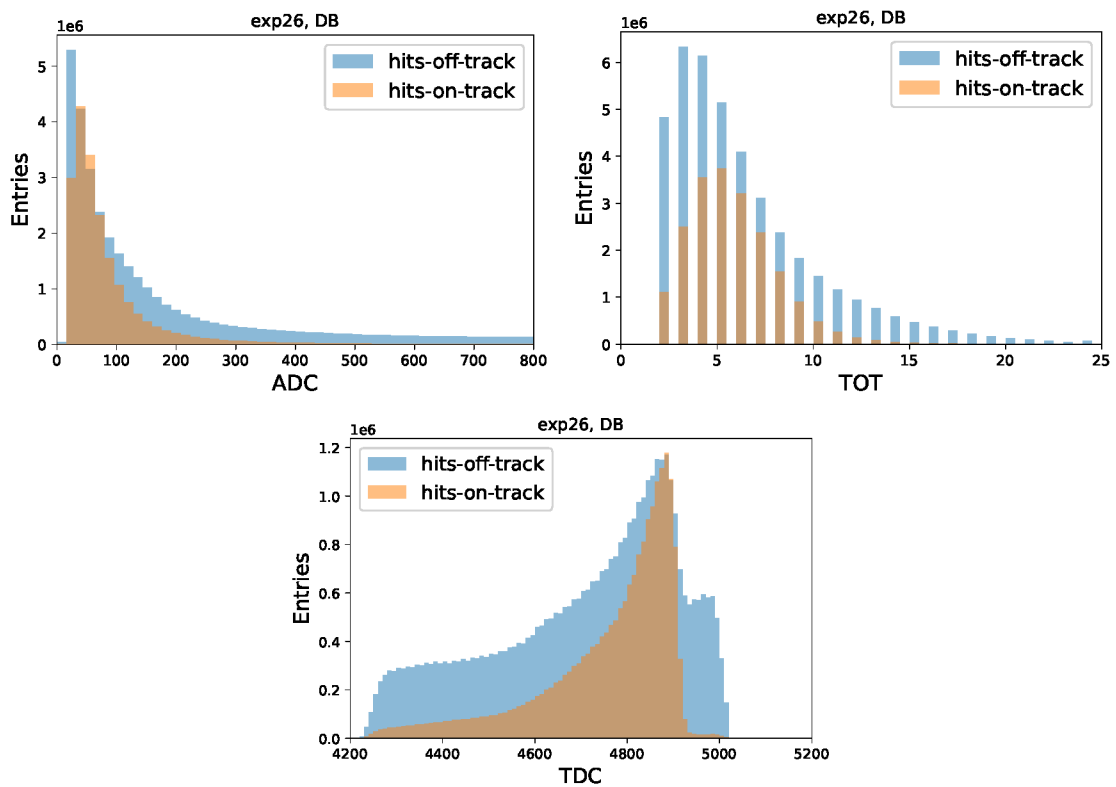 exp26, DB
1e6
hits-off-track
hits-on-track
Entries
5
4
3
2
1
0
0 100 200 300 400 500 600 700 800
ADC
exp26, DB
1e6
hits-off-track
hits-on-track
Entries
6
5
4
3
2
1
0
0 5 10 15 20 25
TOT
exp26, DB
1e6
hits-off-track
hits-on-track
Entries
1.2
1.0
0.8
0.6
0.4
0.2
0.0
4200 4400 4600 4800 5000 5200
TDC